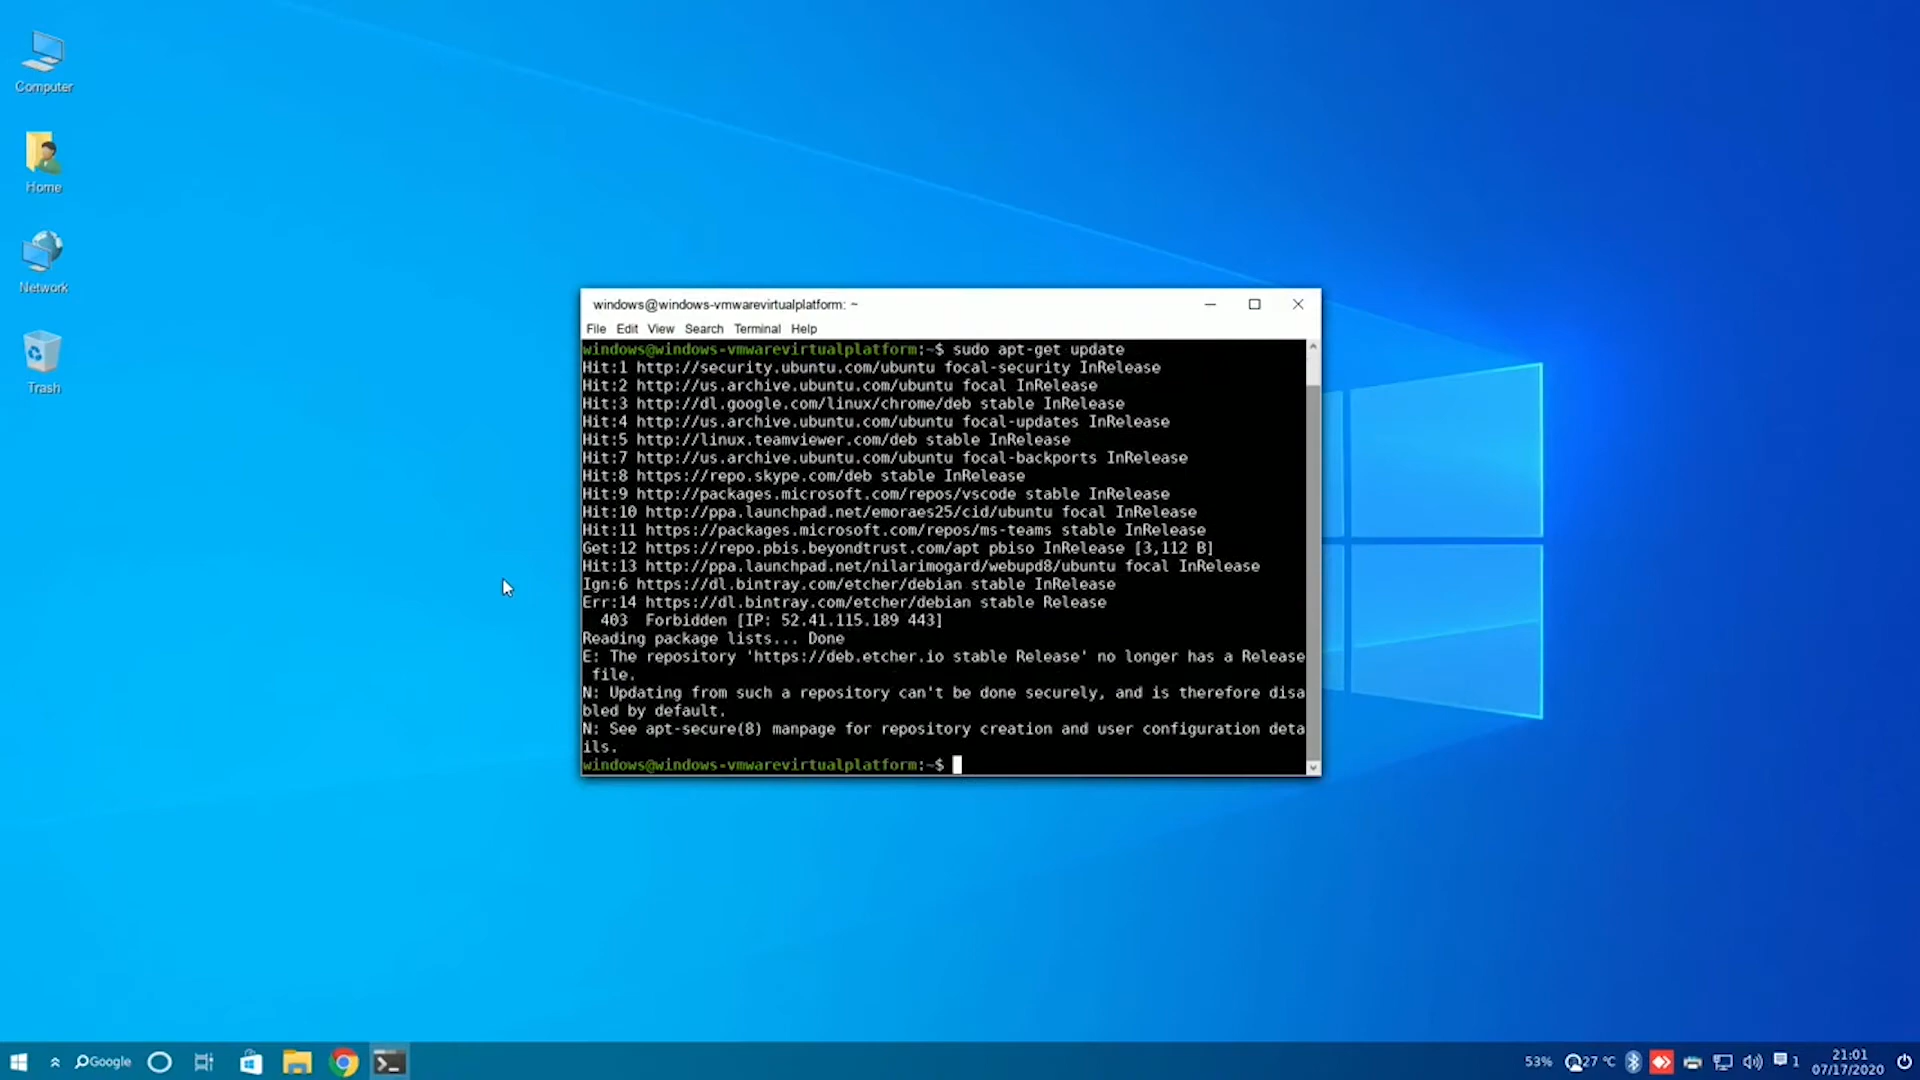 Computer
Home
Network
Trash
windows@windows-vmwarevirtualplatform: ~
File Edit View Search Terminal Help
windows@windows-vmwarevirtualplatform:~$ sudo apt-get update
Hit:1 http://security.ubuntu.com/ubuntu focal-security InRelease
Hit:2 http://us.archive.ubuntu.com/ubuntu focal InRelease
Hit:3 http://dl.google.com/linux/chrome/deb stable InRelease
Hit:4 http://us.archive.ubuntu.com/ubuntu focal-updates InRelease
Hit:5 http://linux.teamviewer.com/deb stable InRelease
Hit:7 http://us.archive.ubuntu.com/ubuntu focal-backports InRelease
Hit:8 https://repo.skype.com/deb stable InRelease
Hit:9 http://packages.microsoft.com/repos/vscode stable InRelease
Hit:10 http://ppa.launchpad.net/emoraes25/cid/ubuntu focal InRelease
Hit:11 https://packages.microsoft.com/repos/ms-teams stable InRelease
Get:12 https://repo.pbis.beyondtrust.com/apt pbiso InRelease [3,112 B]
Hit:13 http://ppa.launchpad.net/nilarimogard/webupd8/ubuntu focal InRelease
Ign:6 https://dl.bintray.com/etcher/debian stable InRelease
Err:14 https://dl.bintray.com/etcher/debian stable Release
403 Forbidden [IP: 52.41.115.189 443]
Reading package lists... Done
E: The repository 'https://deb.etcher.io stable Release' no longer has a Release
file.
N: Updating from such a repository can't be done securely, and is therefore disa
bled by default.
N: See apt-secure(8) manpage for repository creation and user configuration deta
ils.
windows@windows-vmwarevirtualplatform:~$
Google
53%
27 °C
1
21:01
07/17/2020